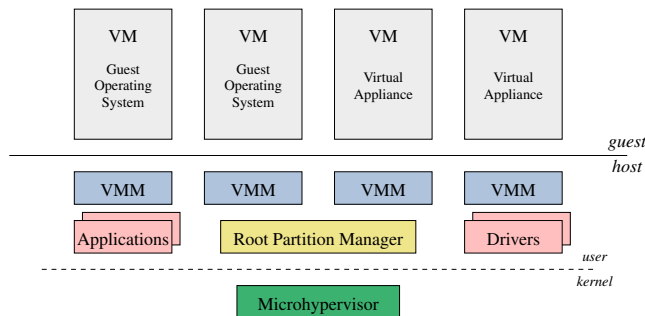 VM VM VM VM
Guest Operating System Guest Operating System Virtual Appliance Virtual Appliance
guest
host
VMM VMM VMM VMM
Applications Root Partition Manager Drivers
user
kernel
Microhypervisor